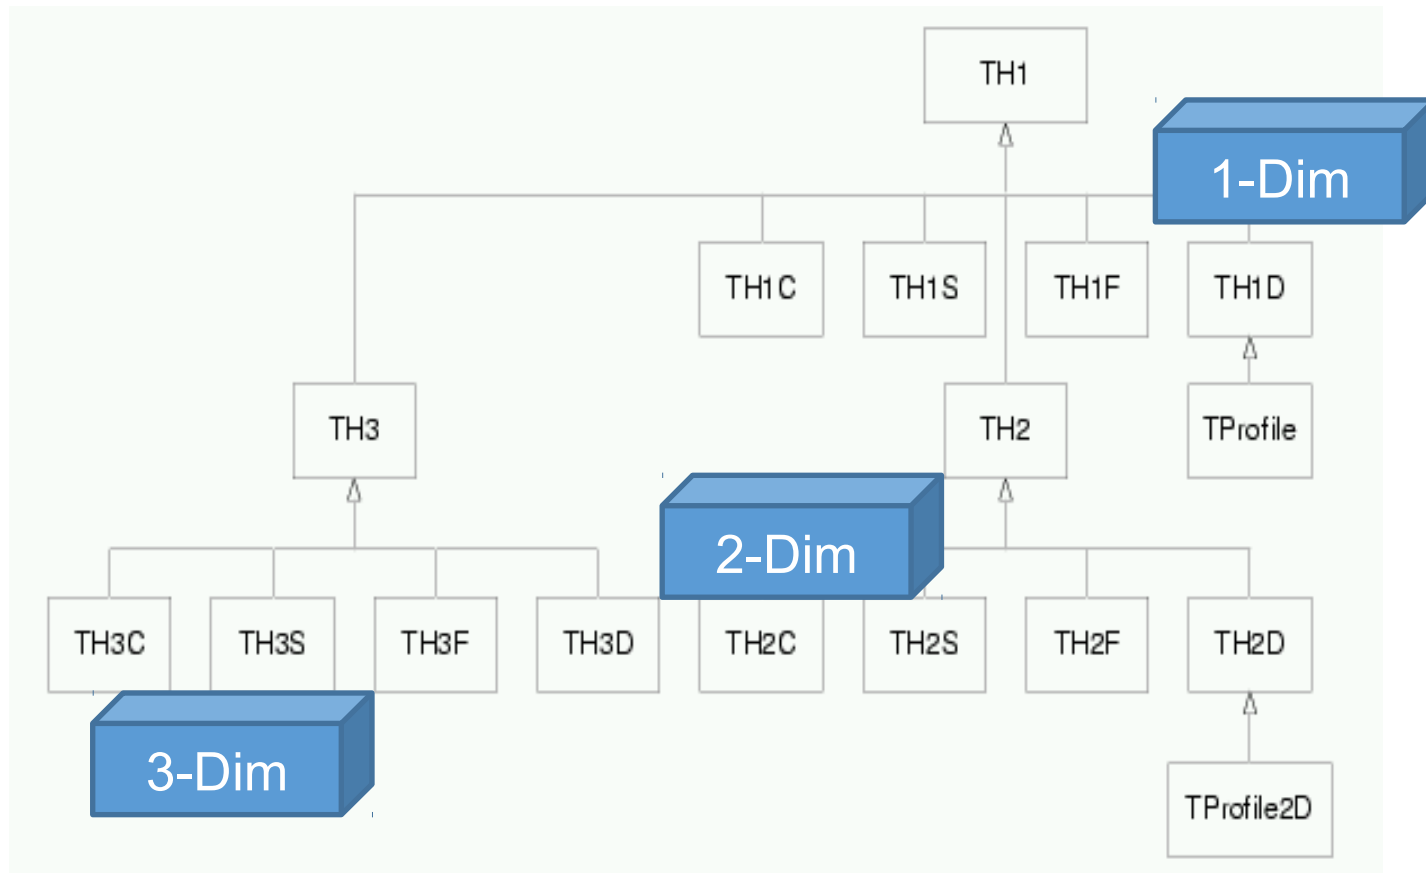 TH1
1-Dim
TH1C
TH1S
TH1F
TH1D
TH3
TH2
TProfile
2-Dim
TH3C
TH3S
TH3F
TH3D
TH2C
TH2S
TH2F
TH2D
3-Dim
TProfile2D